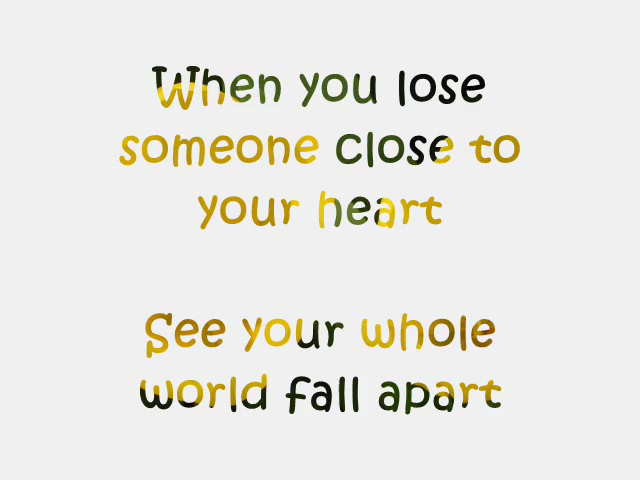 When you lose
someone close to
your heart
See your whole
world fall apart